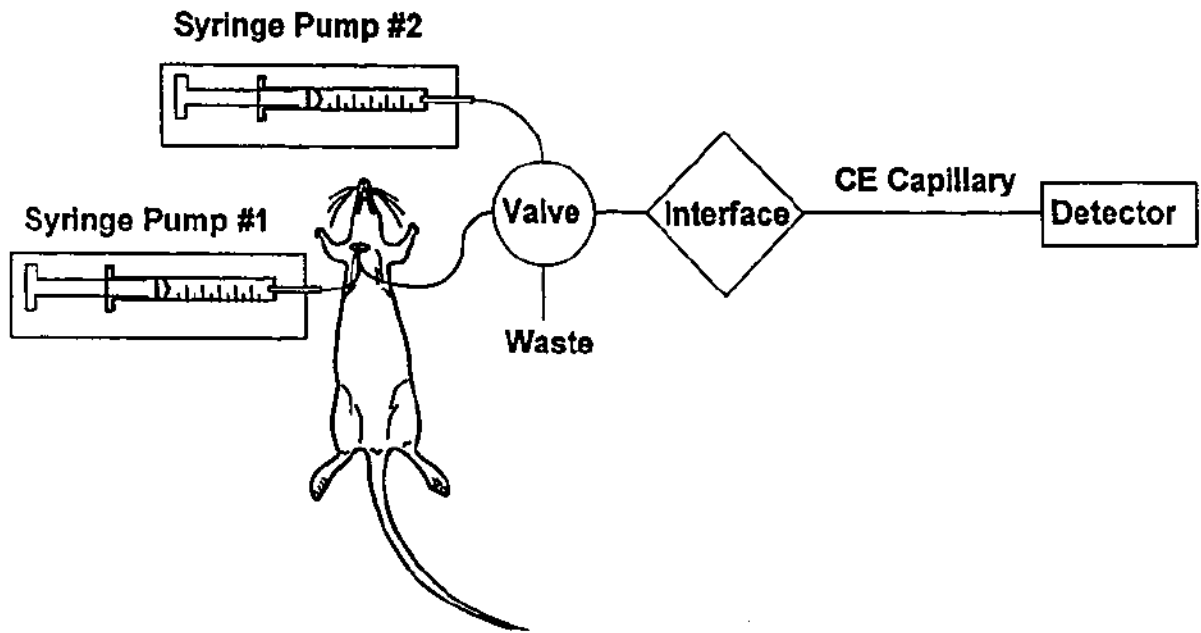 Syringe Pump #2
Syringe Pump #1
Valve
Interface
CE Capillary
Detector
Waste